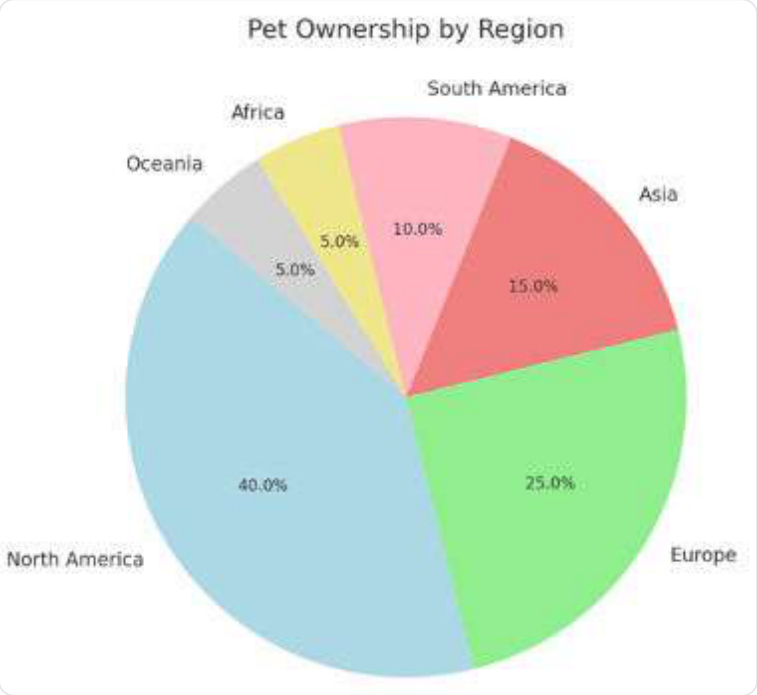 Pet Ownership by Region
South America
Africa
Oceania
Asia
10.0%
5.0%
5.0%
15.0%
40.0%
25.0%
North America
Europe